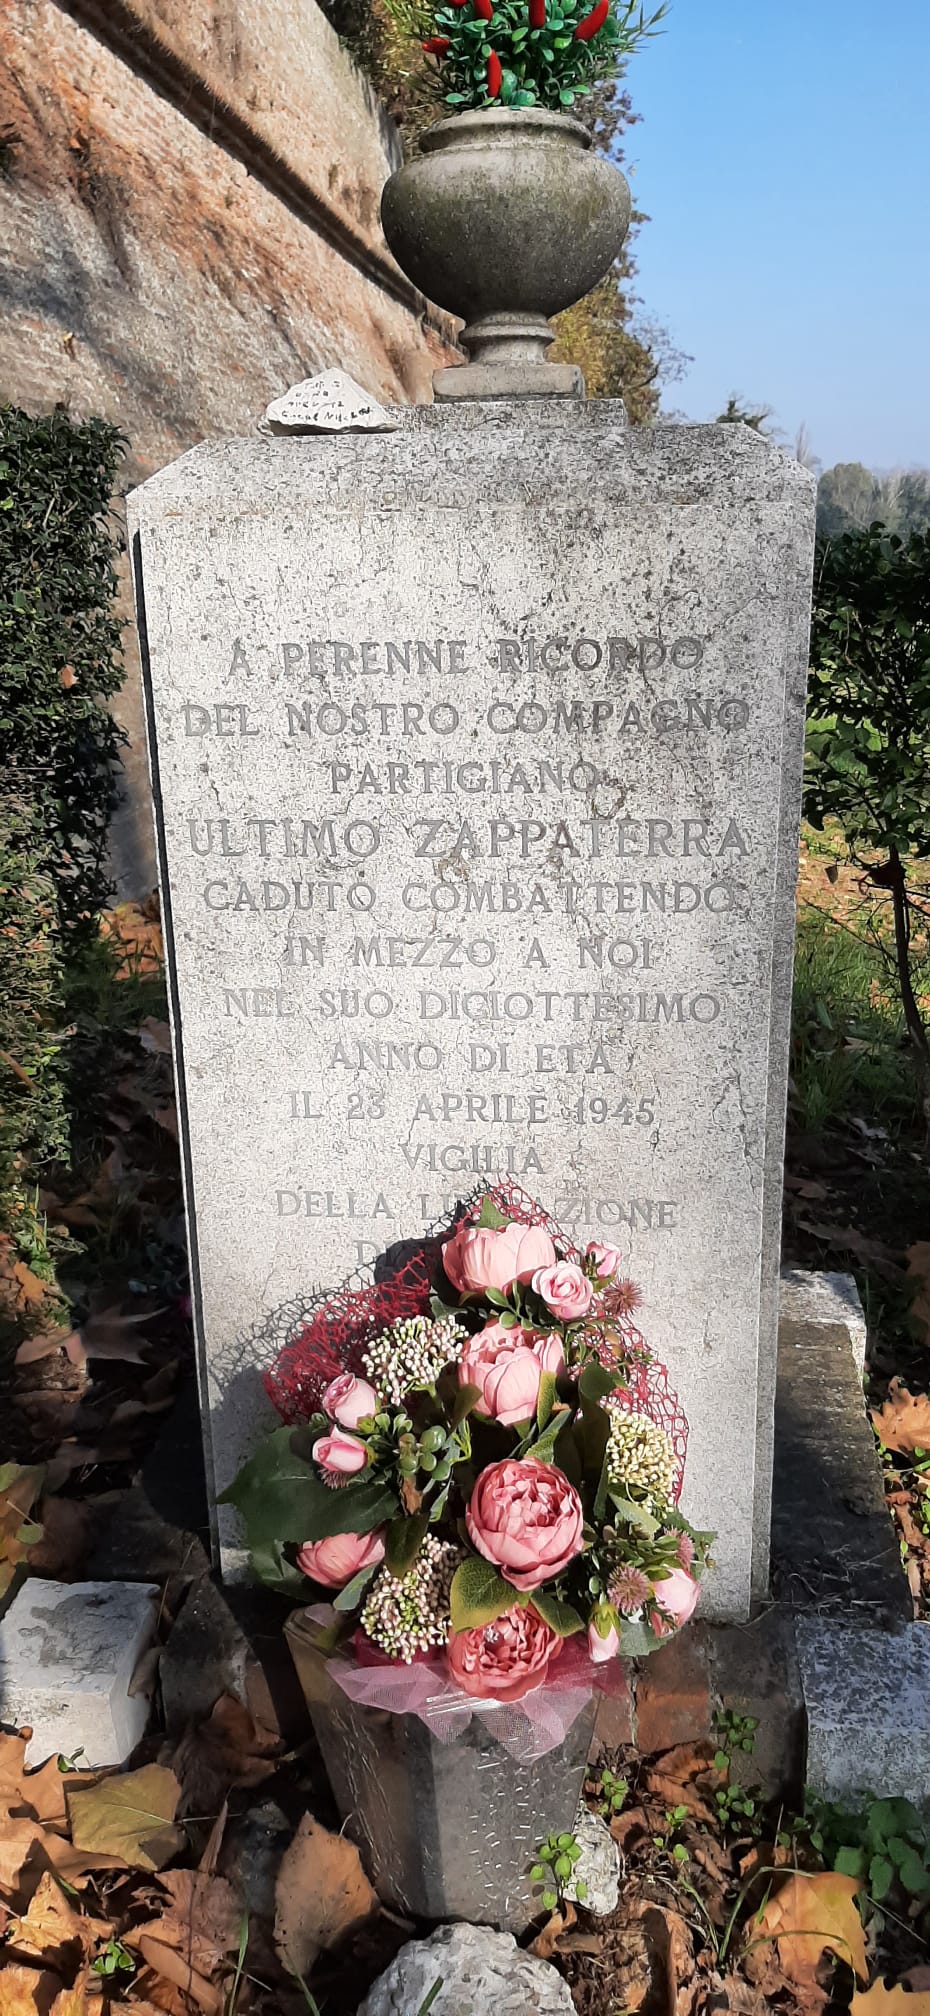 A PERENNE RICORDO
DEL NOSTRO COMPAGNO
PARTIGIANO
ULTIMO ZAPPATERRA
CADUTO COMBATTENDO
IN MEZZO A NOI
NEL SUO DICIOTTESIMO
ANNO DI ETÀ
IL 23 APRILE 1945
VIGILIA
DELLA